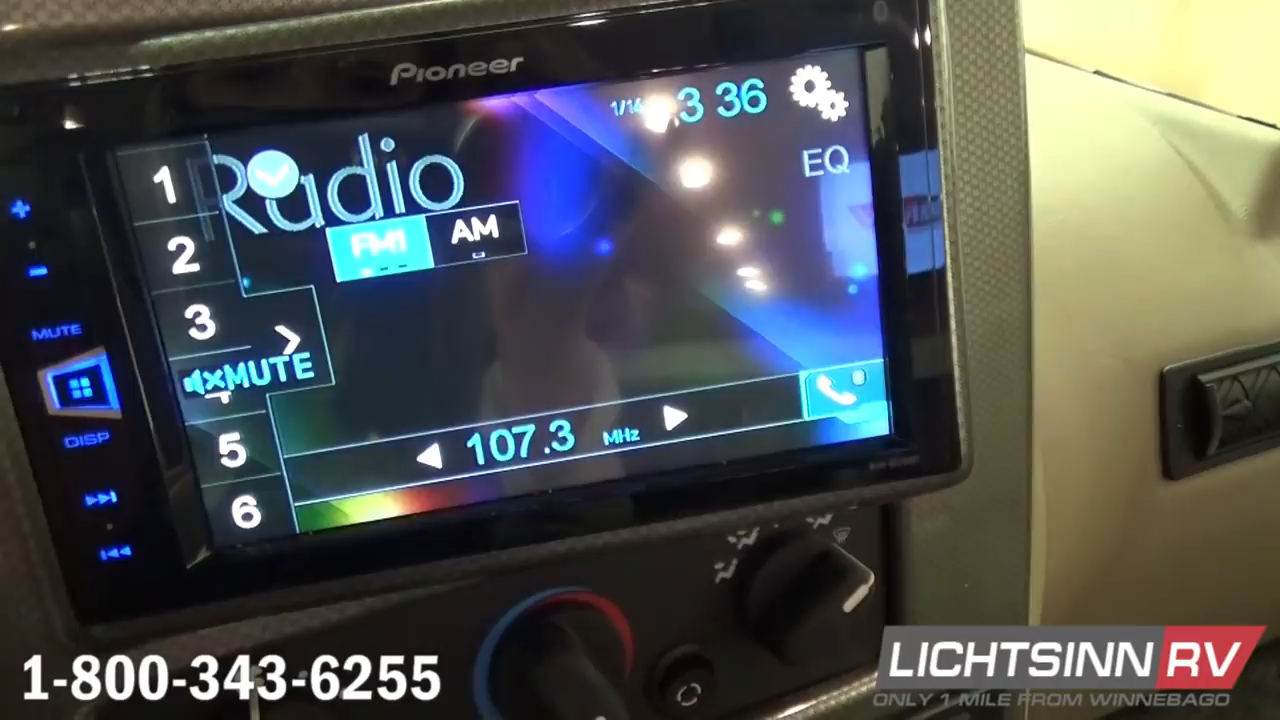 Pioneer
1/14 3 36
1
Radio
EQ
2
FM1 AM
3
MUTE
MUTE
4
5
107.3 MHz
DISP
6
1-800-343-6255
LICHTSINN RV
ONLY 1 MILE FROM WINNEBAGO